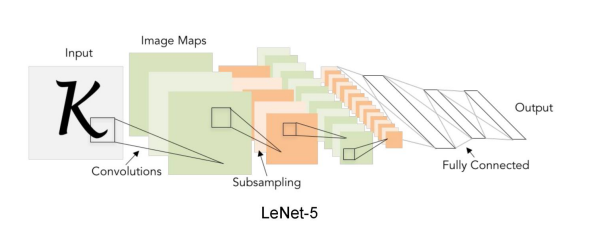 Image Maps
Input
K
Output
Fully Connected
Convolutions
Subsampling
LeNet-5